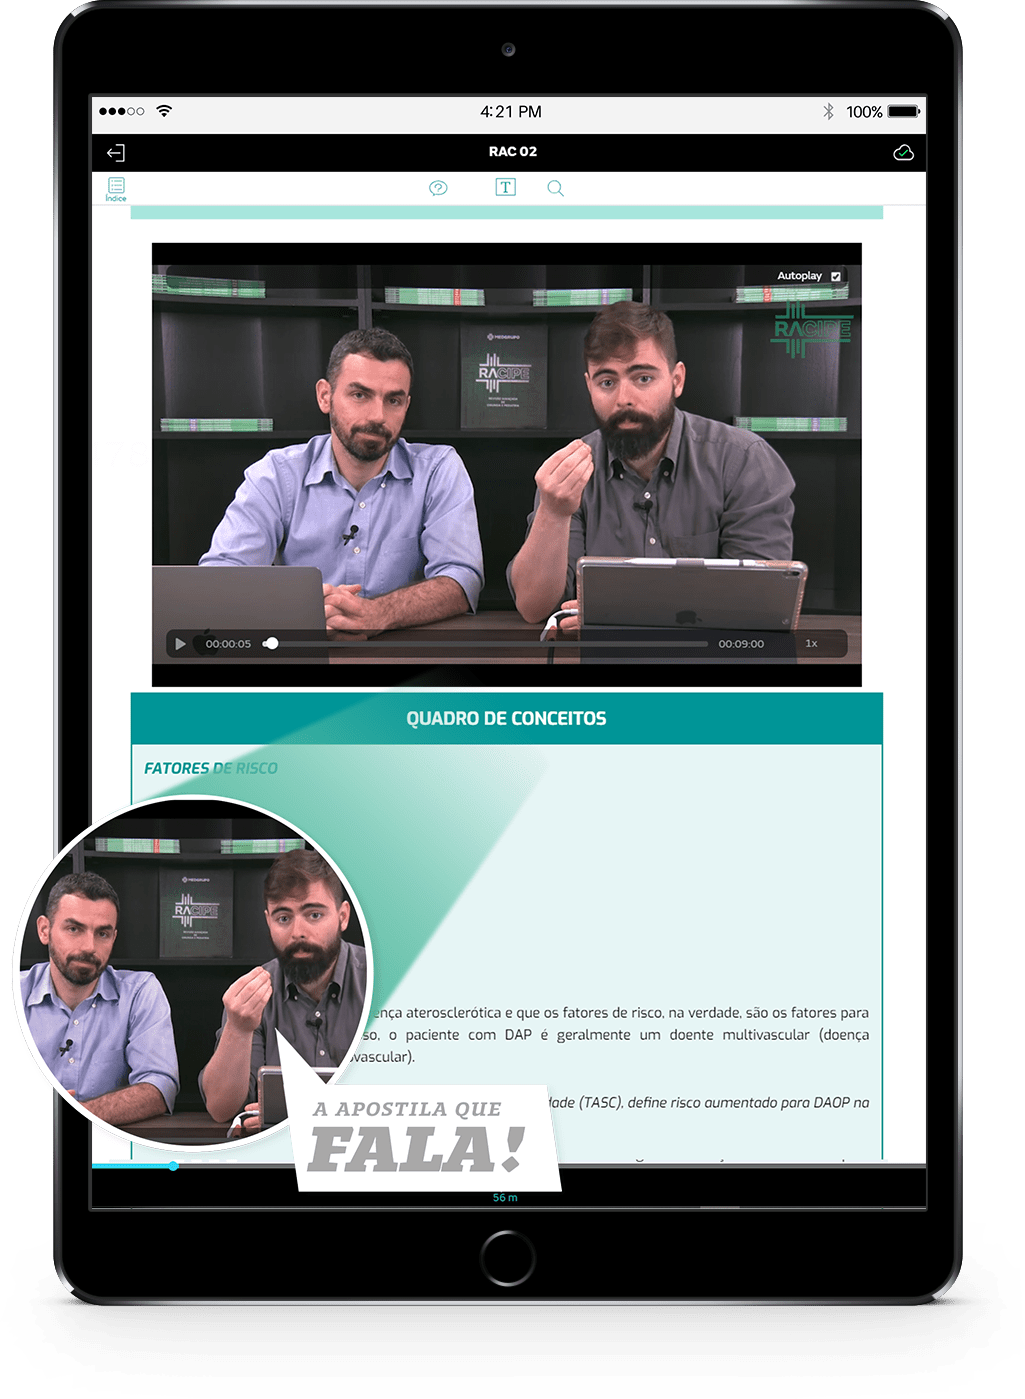 4:21 PM
100%
RAC 02
Índice
T
Autoplay
RACIPE
MEDGRUPO
RACIPE
00:00:05
00:09:00
1x
QUADRO DE CONCEITOS
FATORES DE RISCO
RACIPE
ença aterosclerótica e que os fatores de risco, na verdade, são os fatores para
so, o paciente com DAP é geralmente um doente multivascular (doença
ovascular).
dade (TASC), define risco aumentado para DAOP na
A APOSTILA QUE
FALA!
56 m